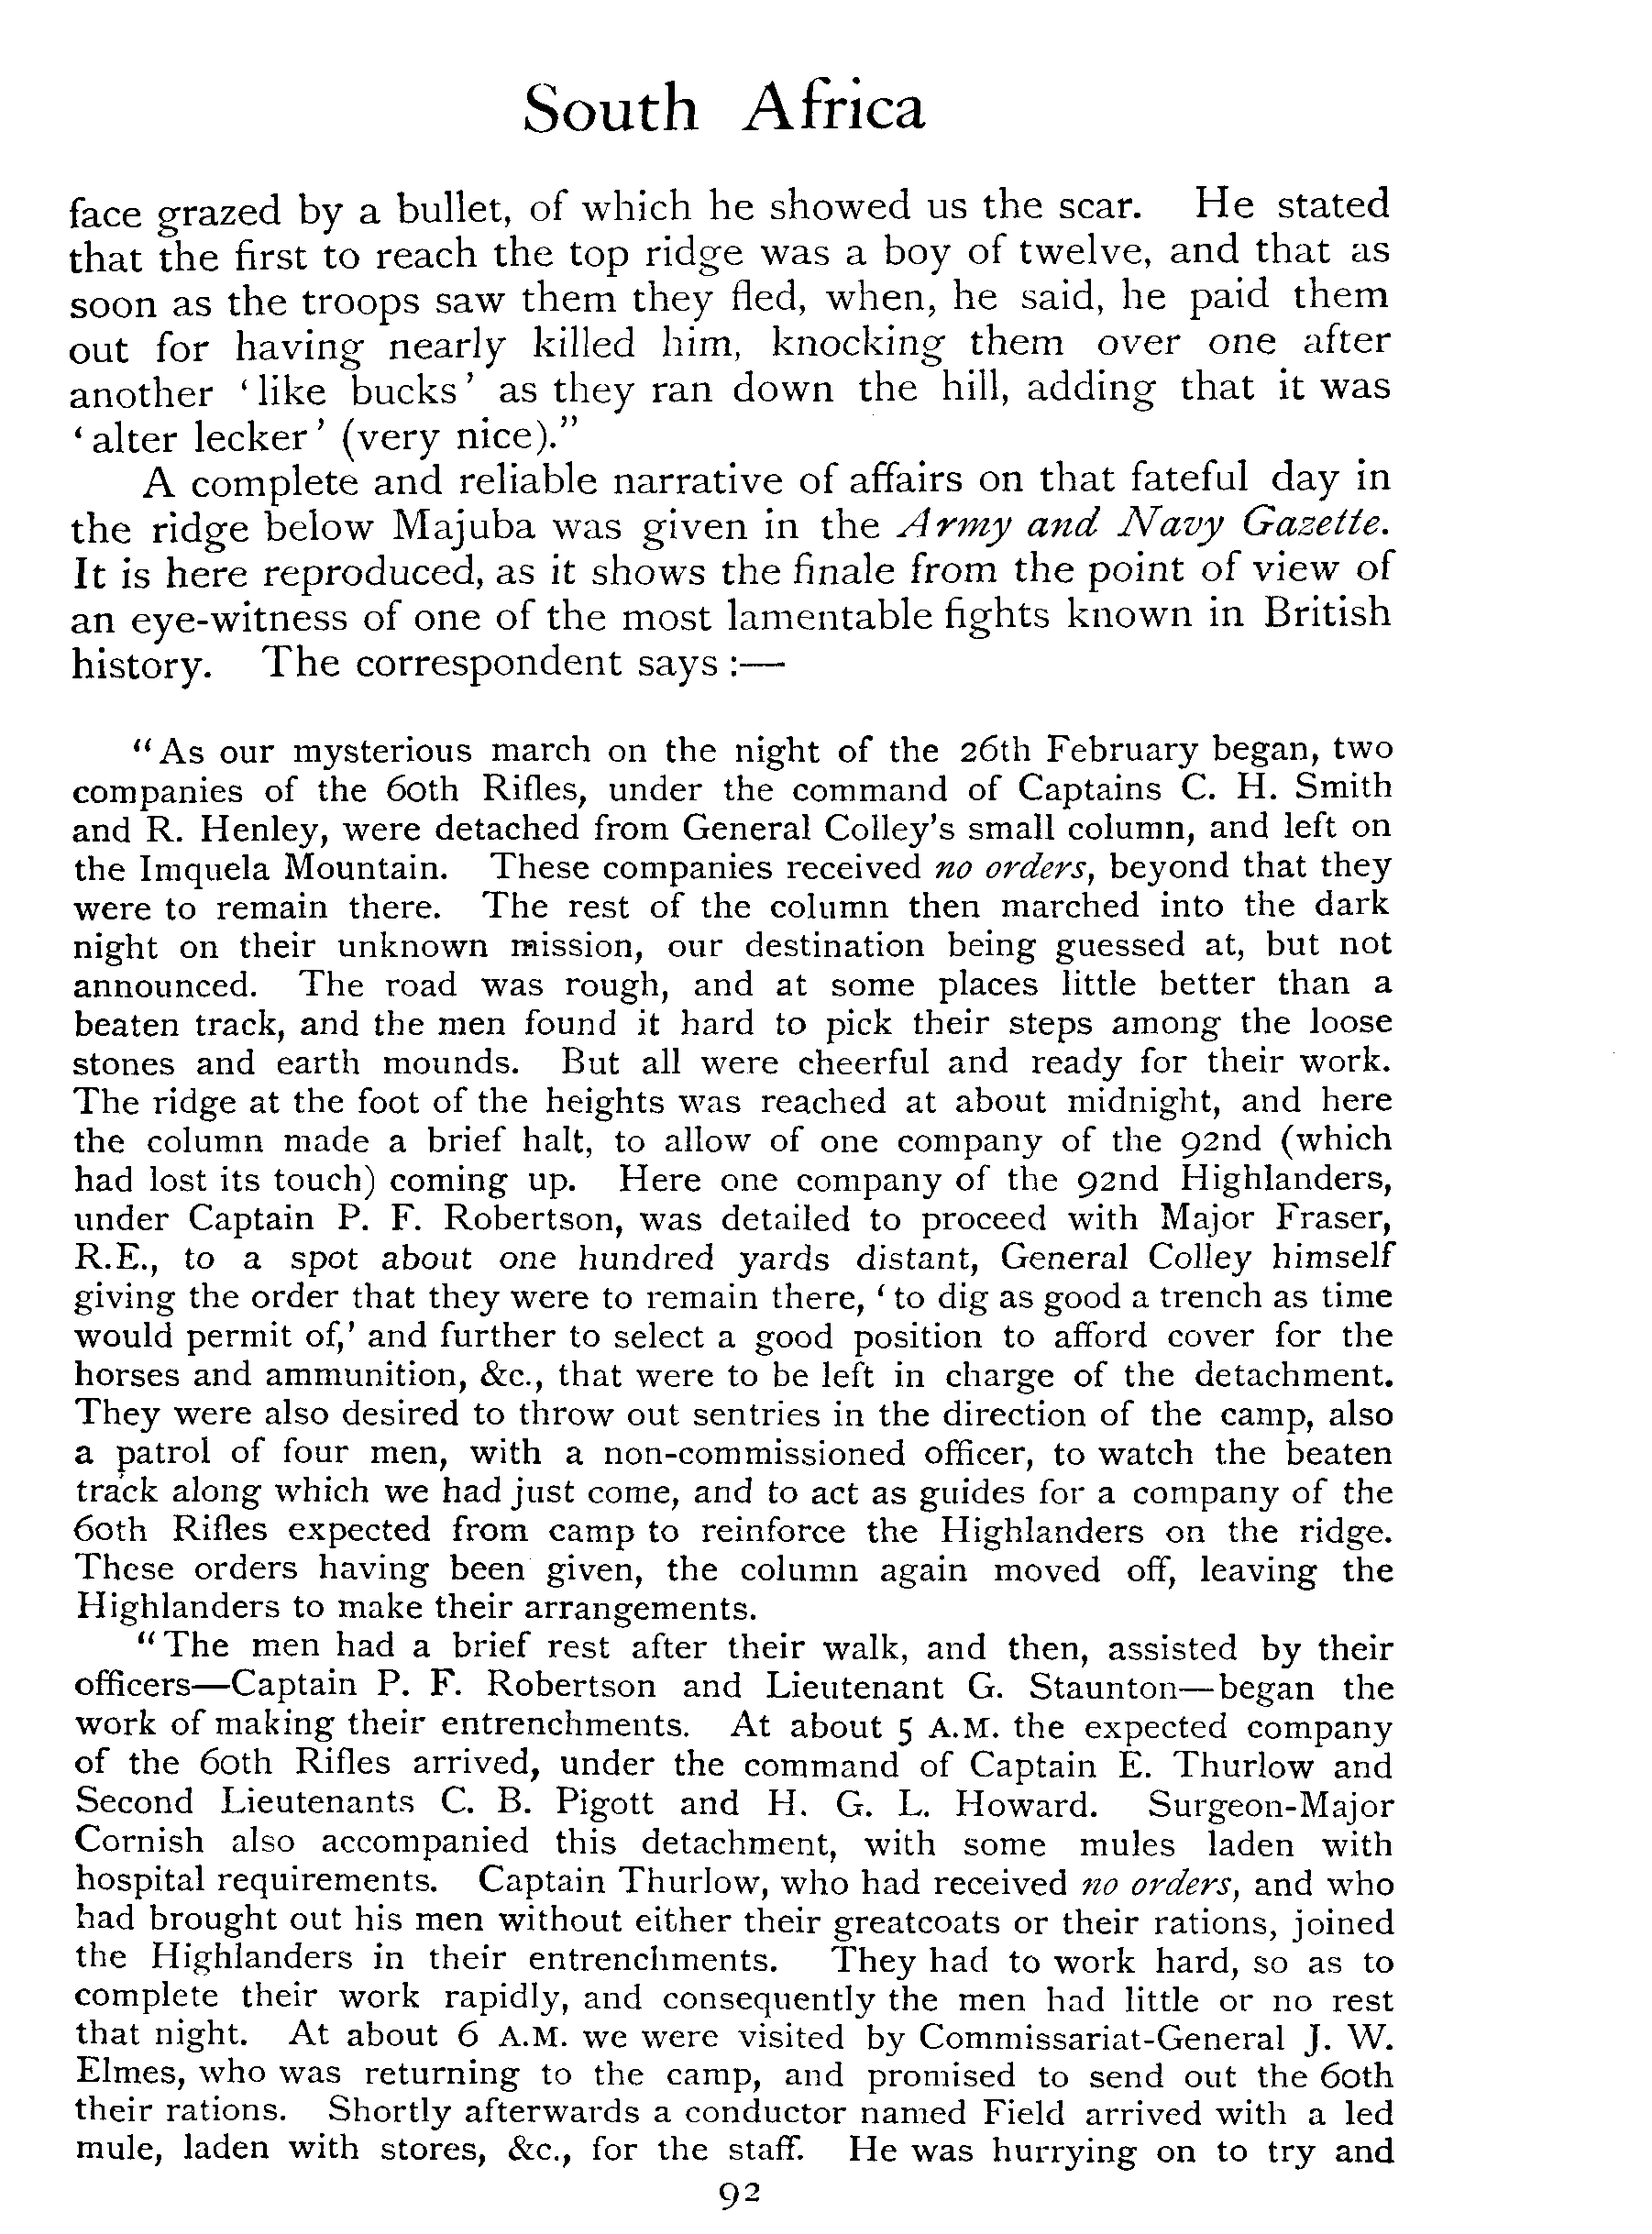 South Africa
face grazed by a bullet, of which he showed us the scar. He stated
that the first to reach the top ridge was a boy of twelve, and that as
soon as the troops saw them they fled, when, he said, he paid them
out for having nearly killed him, knocking them over one after
another ‘like bucks’ as they ran down the hill, adding that it was
‘alter lecker’ (very nice).”
A complete and reliable narrative of affairs on that fateful day in
the ridge below Majuba was given in the Army and Navy Gazette.
It is here reproduced, as it shows the finale from the point of view of
an eye-witness of one of the most lamentable fights known in British
history. The correspondent says :—
“As our mysterious march on the night of the 26th February began, two
companies of the 60th Rifles, under the command of Captains C. H. Smith
and R. Henley, were detached from General Colley’s small column, and left on
the Imquela Mountain. These companies received no orders, beyond that they
were to remain there. The rest of the column then marched into the dark
night on their unknown mission, our destination being guessed at, but not
announced. The road was rough, and at some places little better than a
beaten track, and the men found it hard to pick their steps among the loose
stones and earth mounds. But all were cheerful and ready for their work.
The ridge at the foot of the heights was reached at about midnight, and here
the column made a brief halt, to allow of one company of the 92nd (which
had lost its touch) coming up. Here one company of the 92nd Highlanders,
under Captain P. F. Robertson, was detailed to proceed with Major Fraser,
R.E., to a spot about one hundred yards distant, General Colley himself
giving the order that they were to remain there, ‘to dig as good a trench as time
would permit of,’ and further to select a good position to afford cover for the
horses and ammunition, &c., that were to be left in charge of the detachment.
They were also desired to throw out sentries in the direction of the camp, also
a patrol of four men, with a non-commissioned officer, to watch the beaten
track along which we had just come, and to act as guides for a company of the
60th Rifles expected from camp to reinforce the Highlanders on the ridge.
These orders having been given, the column again moved off, leaving the
Highlanders to make their arrangements.
“The men had a brief rest after their walk, and then, assisted by their
officers—Captain P. F. Robertson and Lieutenant G. Staunton—began the
work of making their entrenchments. At about 5 A.M. the expected company
of the 60th Rifles arrived, under the command of Captain E. Thurlow and
Second Lieutenants C. B. Pigott and H. G. L. Howard. Surgeon-Major
Cornish also accompanied this detachment, with some mules laden with
hospital requirements. Captain Thurlow, who had received no orders, and who
had brought out his men without either their greatcoats or their rations, joined
the Highlanders in their entrenchments. They had to work hard, so as to
complete their work rapidly, and consequently the men had little or no rest
that night. At about 6 A.M. we were visited by Commissariat-General J. W.
Elmes, who was returning to the camp, and promised to send out the 60th
their rations. Shortly afterwards a conductor named Field arrived with a led
mule, laden with stores, &c., for the staff. He was hurrying on to try and
92